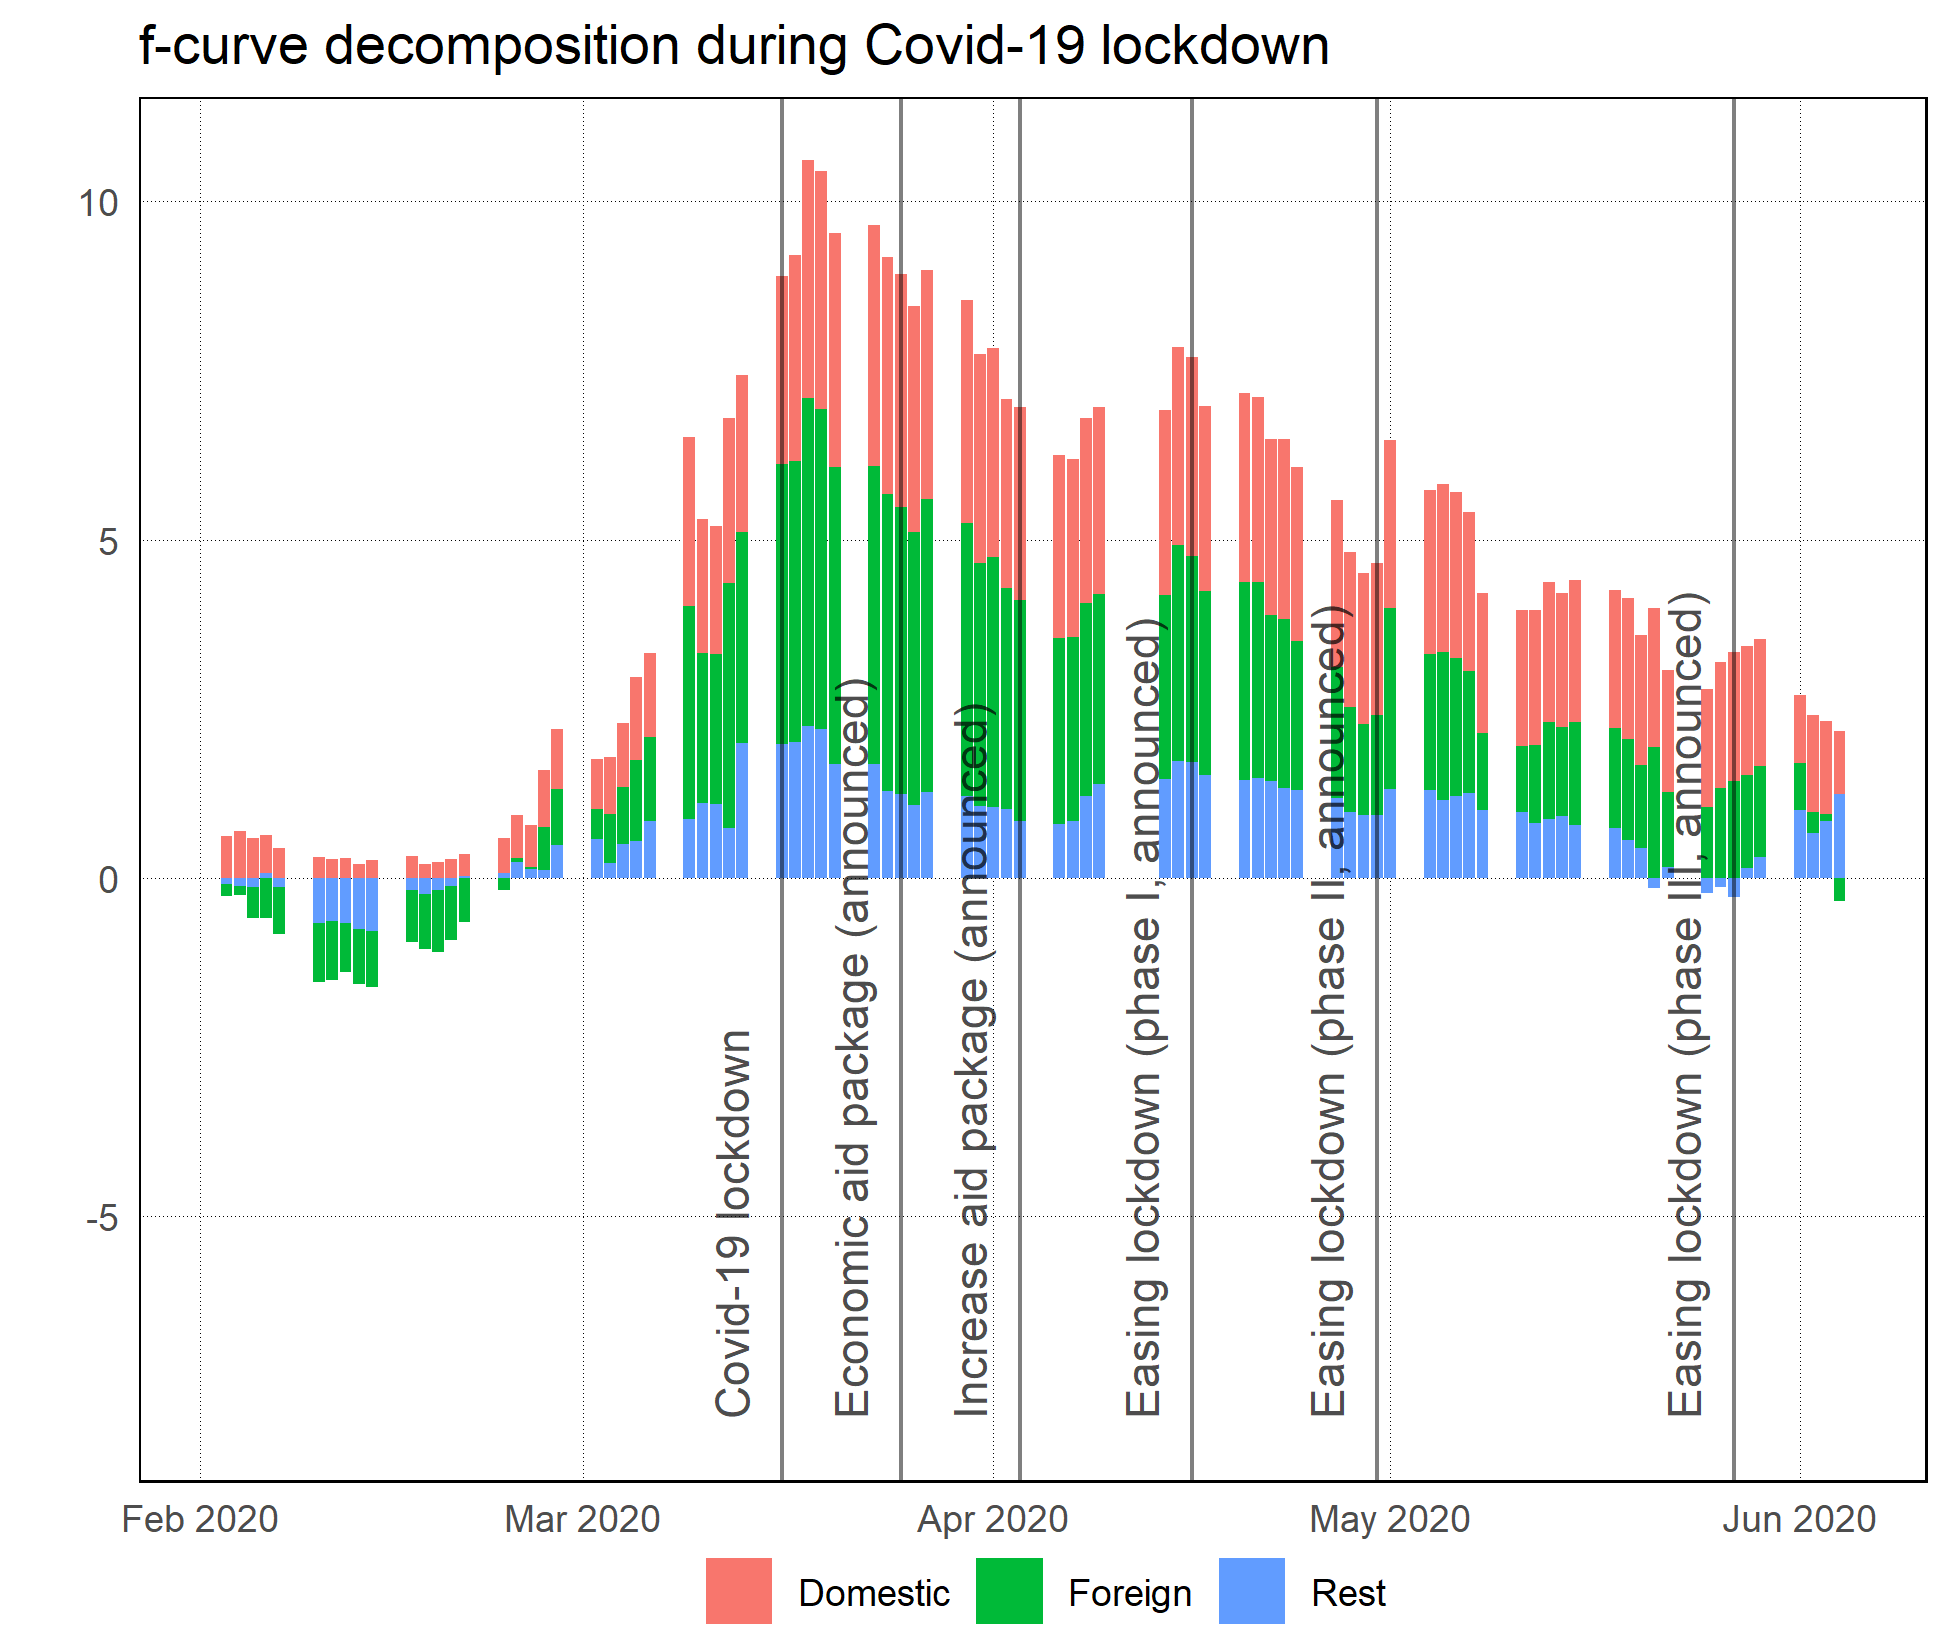 f-curve decomposition during Covid-19 lockdown
10
5
0
-5
Covid-19 lockdown
Economic aid package (announced)
Increase aid package (announced)
Easing lockdown (phase I, announced)
Easing lockdown (phase II, announced)
Easing lockdown (phase III, announced)
Feb 2020
Mar 2020
Apr 2020
May 2020
Jun 2020
Domestic
Foreign
Rest